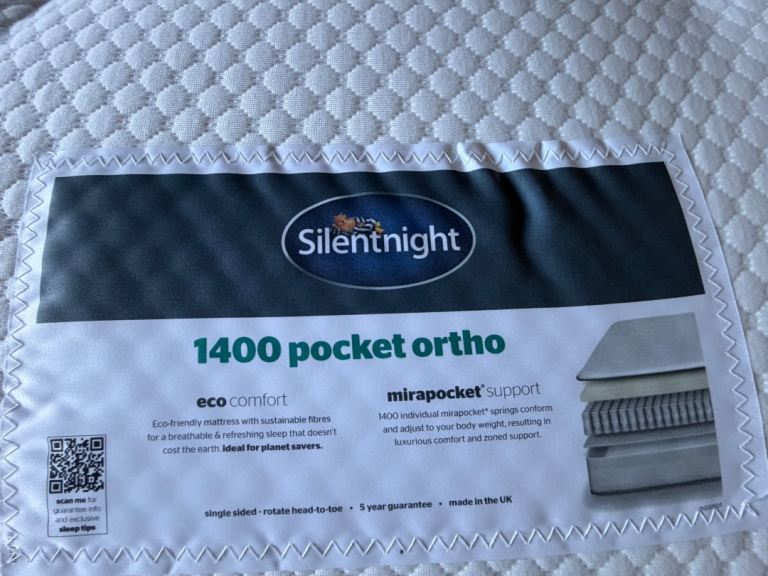 Silentnight
1400 pocket ortho
eco comfort
Eco-friendly mattress with sustainable fibres
for a breathable & refreshing sleep that doesn't
cost the earth. ideal for planet savers.
mirapocket® support
1400 individual mirapocket® springs conform
and adjust to your body weight, resulting in
luxurious comfort and zoned support.
scan me for
guarantee info
and exclusive
sleep tips
single sided - rotate head-to-toe • 5 year guarantee • made in the UK